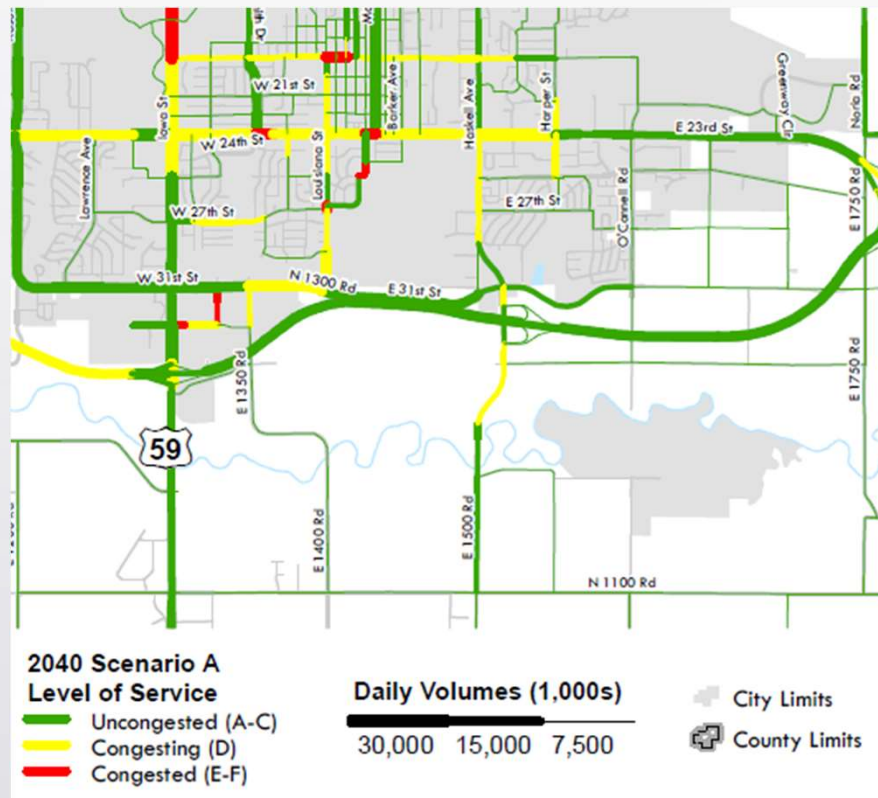 W 21st St
Barker Ave
Haskell Ave
Harper St
Greenway Cir
Noria Rd
Iowa St
Lawrence Ave
W 24th St
Louisiana St
E 23rd St
W 27th St
E 27th St
O'Connell Rd
E 1750 Rd
W 31st St
N 1300 Rd
E 31st St
E 1350 Rd
E 1750 Rd
59
E 1400 Rd
E 1500 Rd
N 1100 Rd
2040 Scenario A
Level of Service
Uncongested (A-C)
Congesting (D)
Congested (E-F)
Daily Volumes (1,000s)
30,000 15,000 7,500
City Limits
County Limits